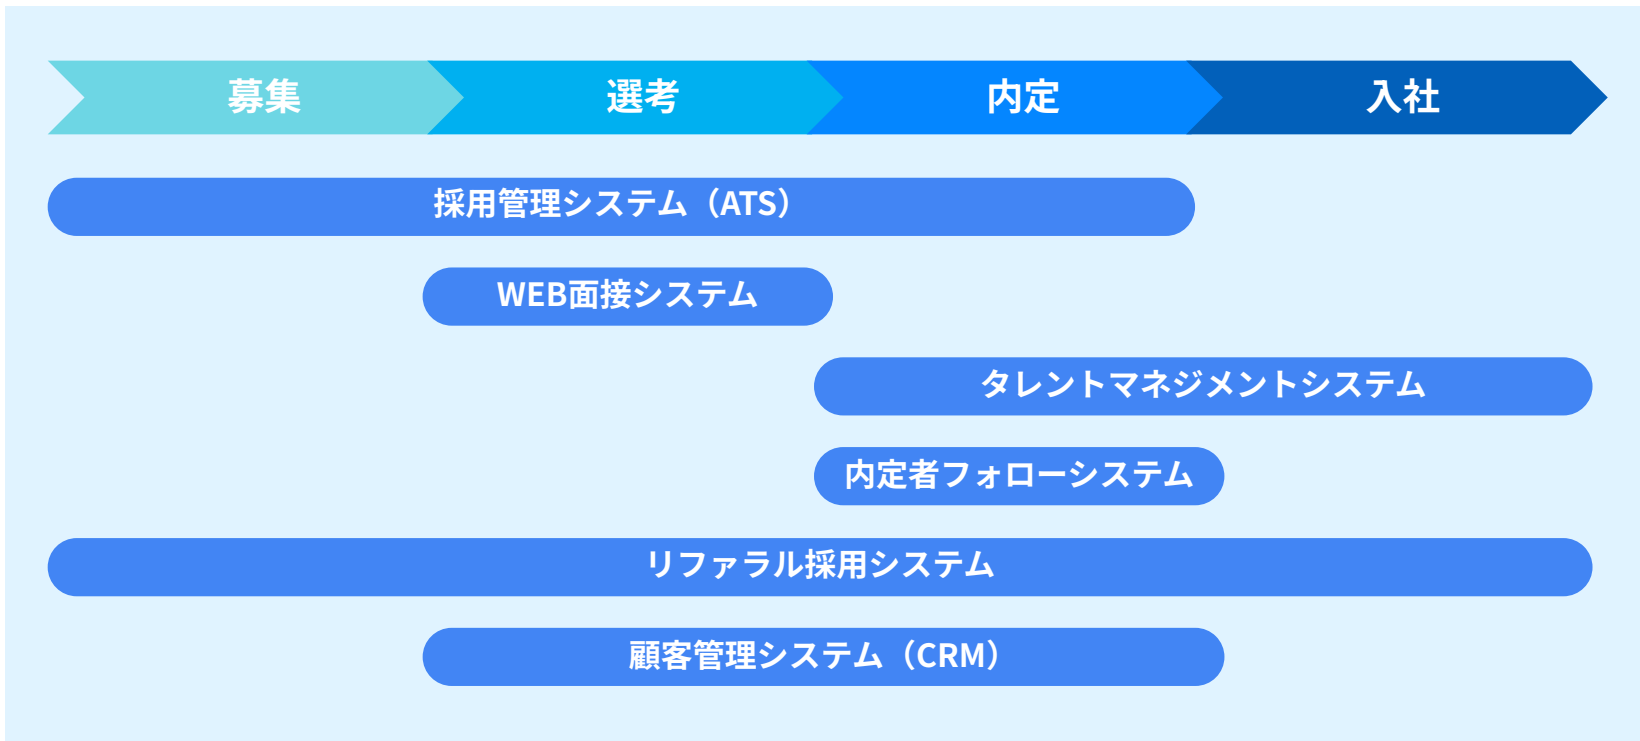 募集
選考
内定
入社
採用管理システム（ATS）
WEB面接システム
タレントマネジメントシステム
内定者フォローシステム
リファラル採用システム
顧客管理システム（CRM）